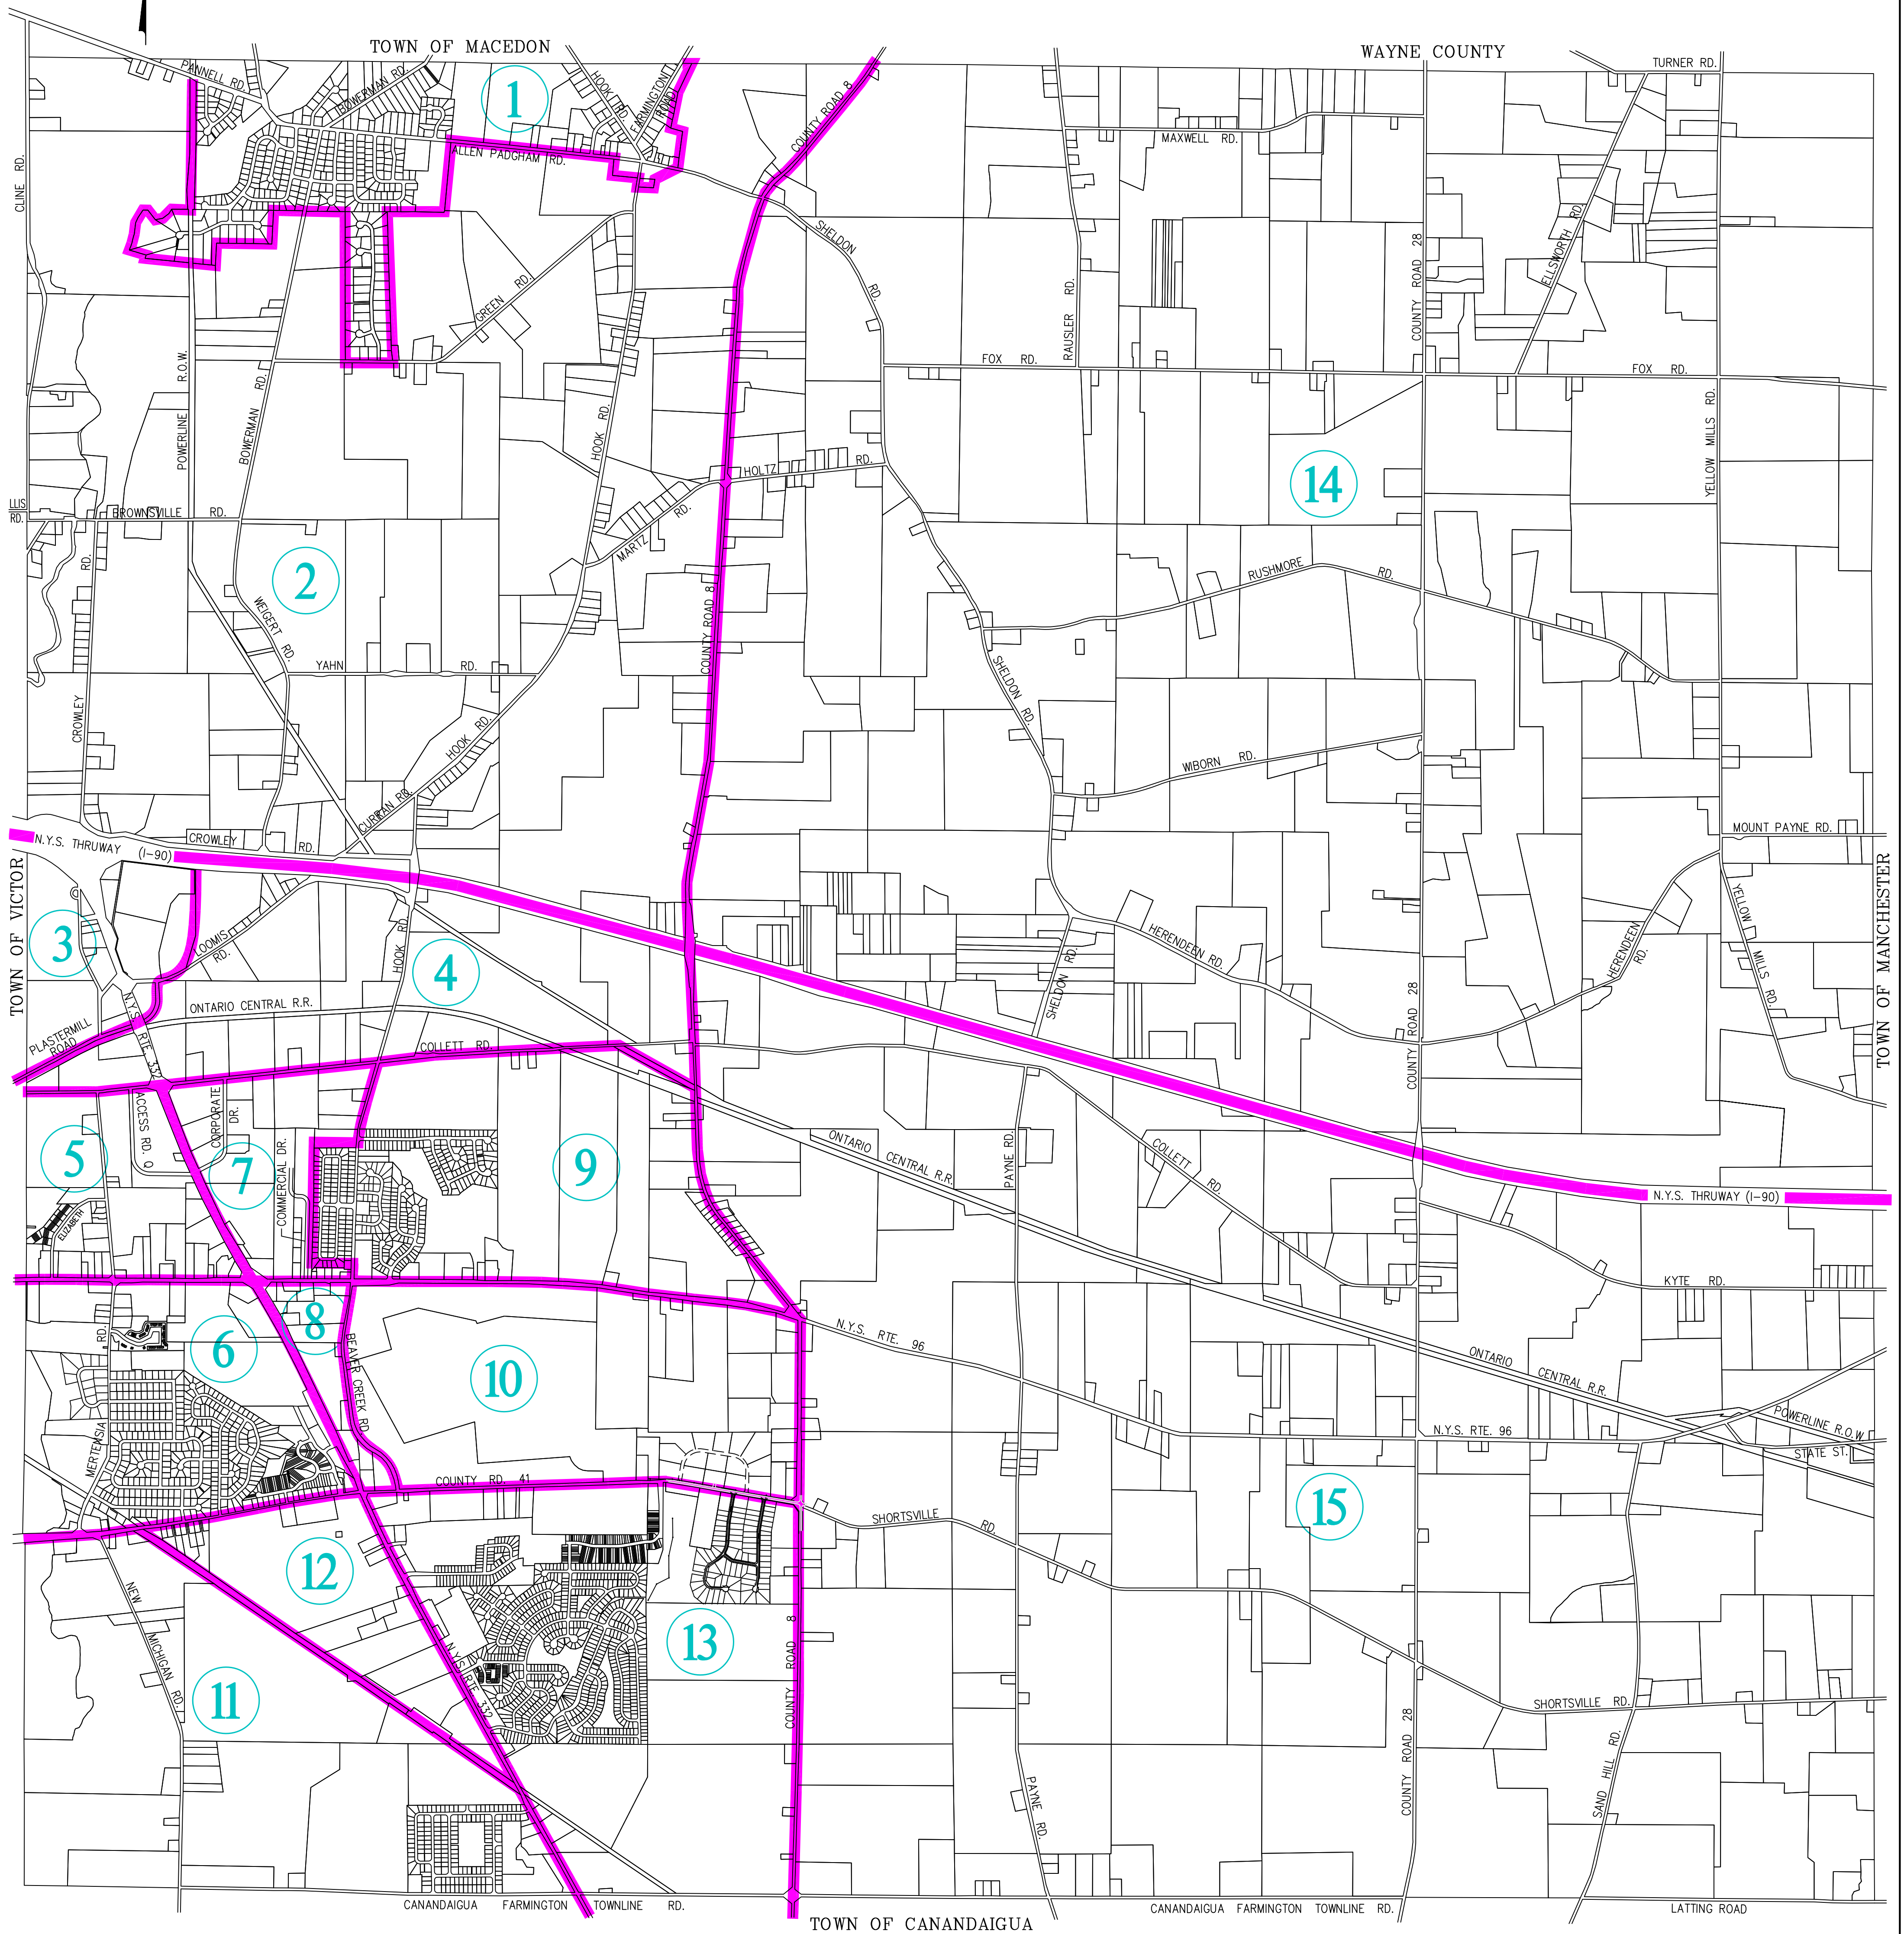 TOWN OF MACEDON
WAYNE COUNTY
TURNER RD.
PANNELL RD.
BOWERMAN RD.
1
HOOK RD.
FARMINGTON
ROAD
COUNTY ROAD 8
MAXWELL RD.
ALLEN PADGHAM RD.
CLINE RD.
SHELDON
RD.
ELLSWORTH RD.
COUNTY ROAD 28
RAUSLER RD.
GREEN RD.
FOX RD.
FOX RD.
POWERLINE R.O.W.
BOWERMAN RD.
HOOK RD.
YELLOW MILLS RD.
HOLTZ RD.
14
LLIS
RD.
BROWNSVILLE RD.
MARTZ RD.
2
RUSHMORE RD.
WEIGERT RD.
COUNTY ROAD 8
YAHN RD.
CROWLEY RD.
SHELDON RD.
HOOK RD.
WIBORN RD.
CURRAN RD.
MOUNT PAYNE RD.
N.Y.S. THRUWAY (I-90)
CROWLEY RD.
TOWN OF VICTOR
TOWN OF MANCHESTER
3
LOOMIS
RD.
HOOK RD.
4
HERENDEEN RD.
HERENDEEN
RD.
YELLOW MILLS RD.
SHELDON RD.
COUNTY ROAD 28
ONTARIO CENTRAL R.R.
PLASTERMILL
ROAD
N.Y.S. RTE. 332
COLLETT RD.
ACCESS RD.
CORPORATE
DR.
COMMERCIAL DR.
5
7
9
ONTARIO CENTRAL R.R.
PAYNE RD.
COLLETT RD.
N.Y.S. THRUWAY (I-90)
ELIZABETH
KYTE RD.
8
6
BEAVER CREEK RD.
10
N.Y.S. RTE. 96
ONTARIO CENTRAL R.R.
MERTENSIA RD.
N.Y.S. RTE. 96
POWERLINE R.O.W.
STATE ST.
COUNTY RD. 41
SHORTSVILLE RD.
15
12
NEW MICHIGAN RD.
13
COUNTY ROAD 8
N.Y.S. RTE. 332
11
SHORTSVILLE RD.
PAYNE RD.
COUNTY ROAD 28
SAND HILL RD.
CANANDAIGUA FARMINGTON TOWNLINE RD.
CANANDAIGUA FARMINGTON TOWNLINE RD.
LATTING ROAD
TOWN OF CANANDAIGUA